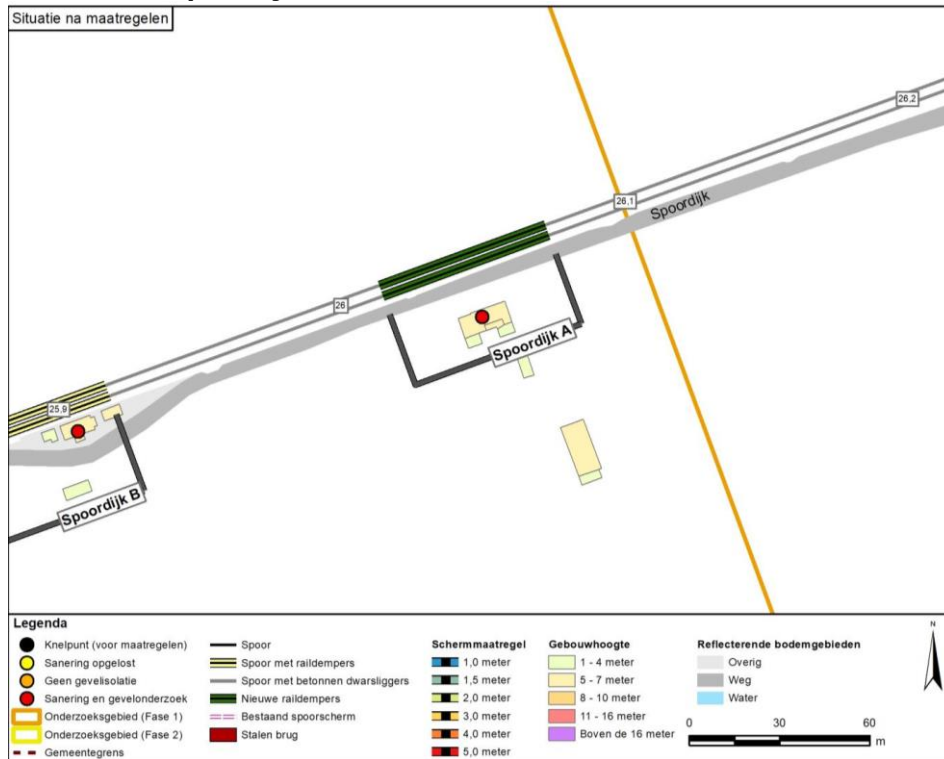 Situatie na maatregelen
26,2
26,1
Spoordijk
26
Spoordijk A
25,9
Spoordijk B
Legenda
Knelpunt (voor maatregelen)
Sanering opgelost
Geen gevelisolatie
Sanering en gevelonderzoek
Onderzoeksgebied (Fase 1)
Onderzoeksgebied (Fase 2)
Gemeentegrens
Spoor
Spoor met raildempers
Spoor met betonnen dwarsliggers
Nieuwe raildempers
Bestaand spoorscherm
Stalen brug
Schermmaatregel
1,0 meter
1,5 meter
2,0 meter
3,0 meter
4,0 meter
5,0 meter
Gebouwhoogte
1 - 4 meter
5 - 7 meter
8 - 10 meter
11 - 16 meter
Boven de 16 meter
Reflecterende bodemgebieden
Overig
Weg
Water
N
0 30 60
m